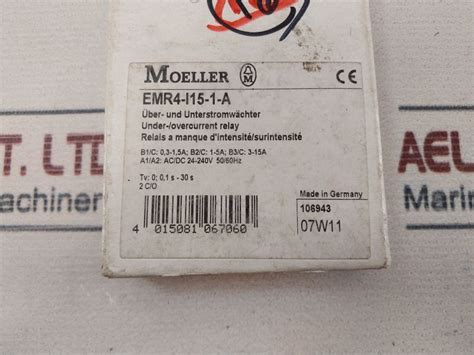 MOELLER
CE
EMR4-I15-1-A
Über- und Unterstromwächter
Under-/overcurrent relay
Relais a manque d'intensité/surintensité
B1/C: 0,3-1,5A; B2/C: 1-5A; B3/C: 3-15A
A1/A2: AC/DC 24-240V 50/60Hz
Tv: 0; 0,1 s - 30 s
2 C/O
Made in Germany
106943
07W11
4 015081 067060
T. LTD
AEL
achiner
Marin